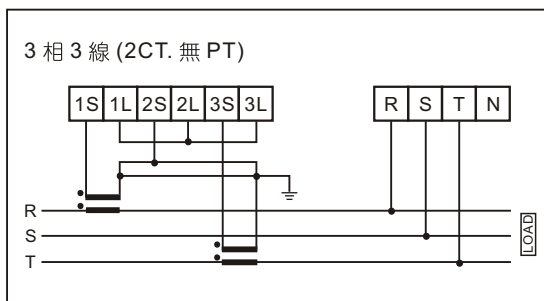 3 相 3 線 (2CT. 無 PT)
1S 1L 2S 2L 3S 3L
R S T N
R
S
T
LOAD